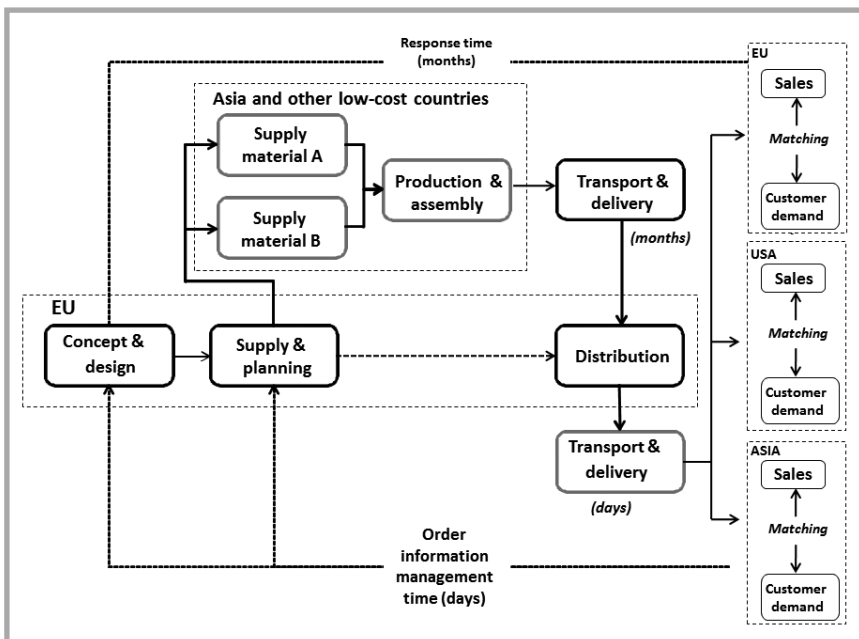 Response time
(months)
Asia and other low-cost countries
Supply
material A
Supply
material B
Production &
assembly
Transport &
delivery
(months)
EU
Concept &
design
Supply &
planning
Distribution
Transport &
delivery
(days)
Order
information
management
time (days)
EU
Sales
Matching
Customer
demand
USA
Sales
Matching
Customer
demand
ASIA
Sales
Matching
Customer
demand